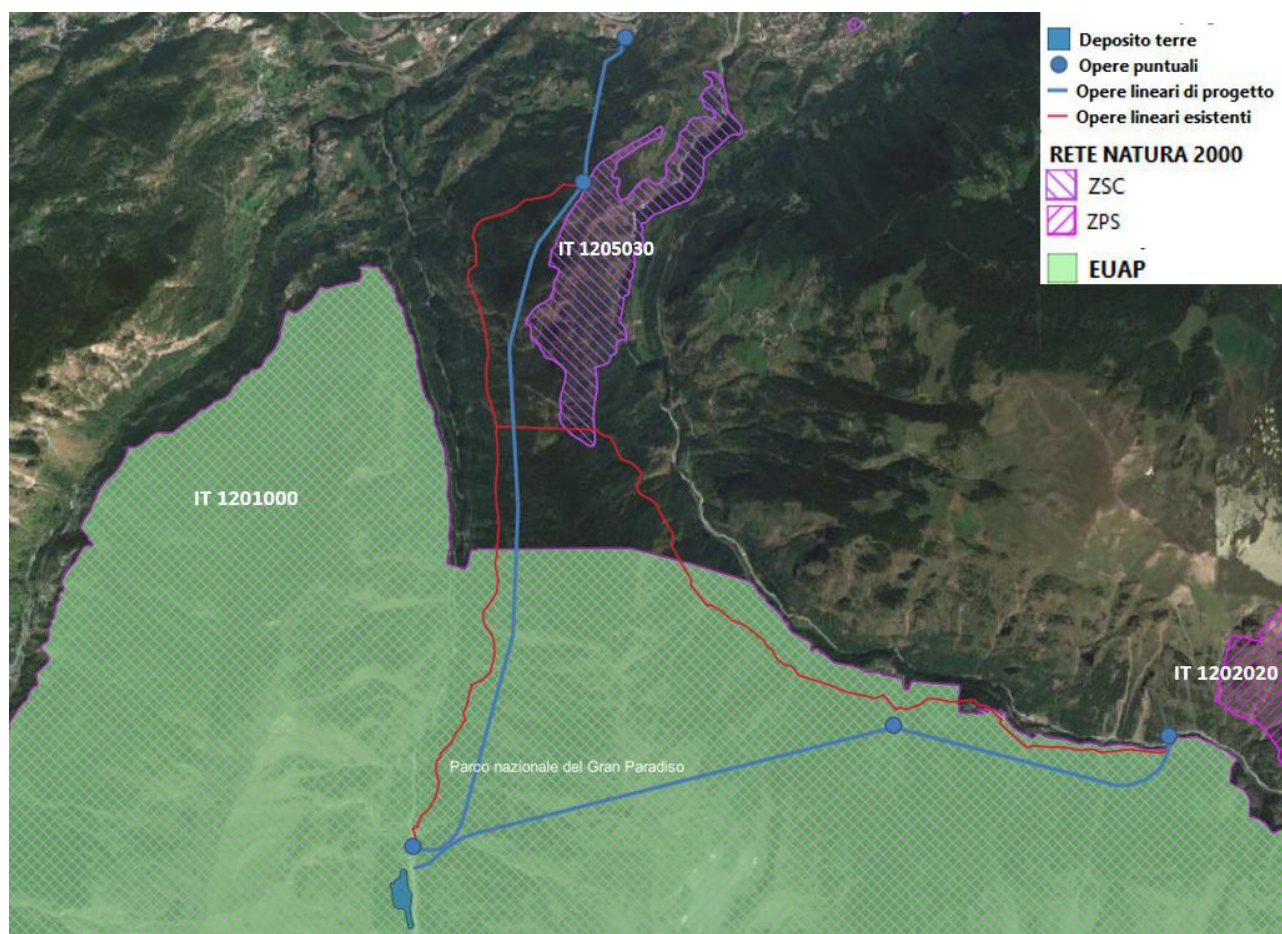 Deposito terre
Opere puntuali
Opere lineari di progetto
Opere lineari esistenti
RETE NATURA 2000
ZSC
ZPS
EUAP
IT 1205030
IT 1201000
IT 1202020
Parco nazionale del Gran Paradiso